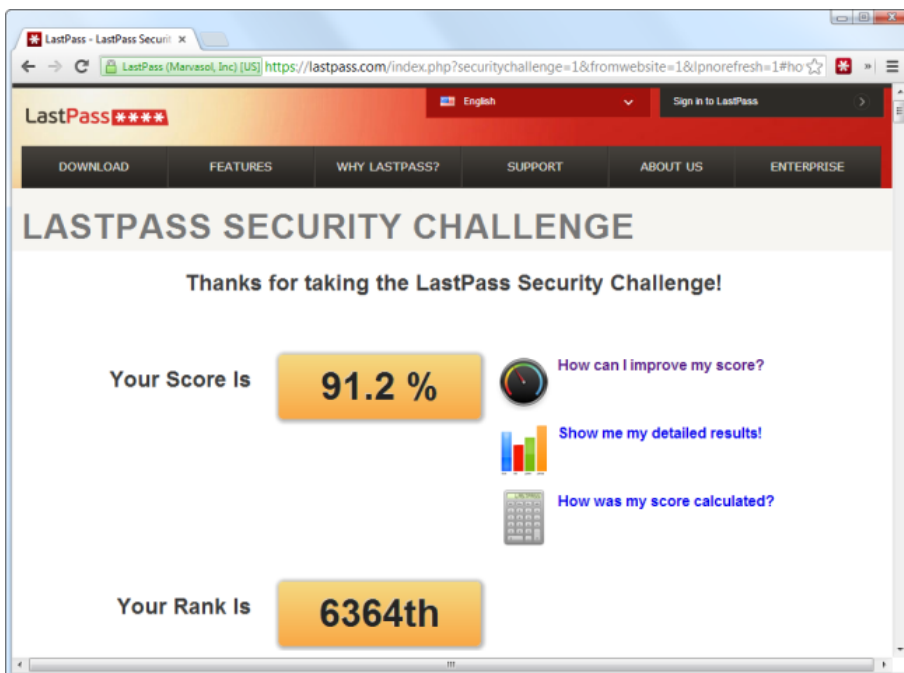 LastPass - LastPass Securit
LastPass (Marvasol, Inc) [US] https://lastpass.com/index.php?securitychallenge=1&fromwebsite=1&lpnorefresh=1#ho
LastPass ****
English
Sign in to LastPass
DOWNLOAD FEATURES WHY LASTPASS? SUPPORT ABOUT US ENTERPRISE
LASTPASS SECURITY CHALLENGE
Thanks for taking the LastPass Security Challenge!
Your Score Is
91.2 %
How can I improve my score?
Show me my detailed results!
How was my score calculated?
Your Rank Is
6364th